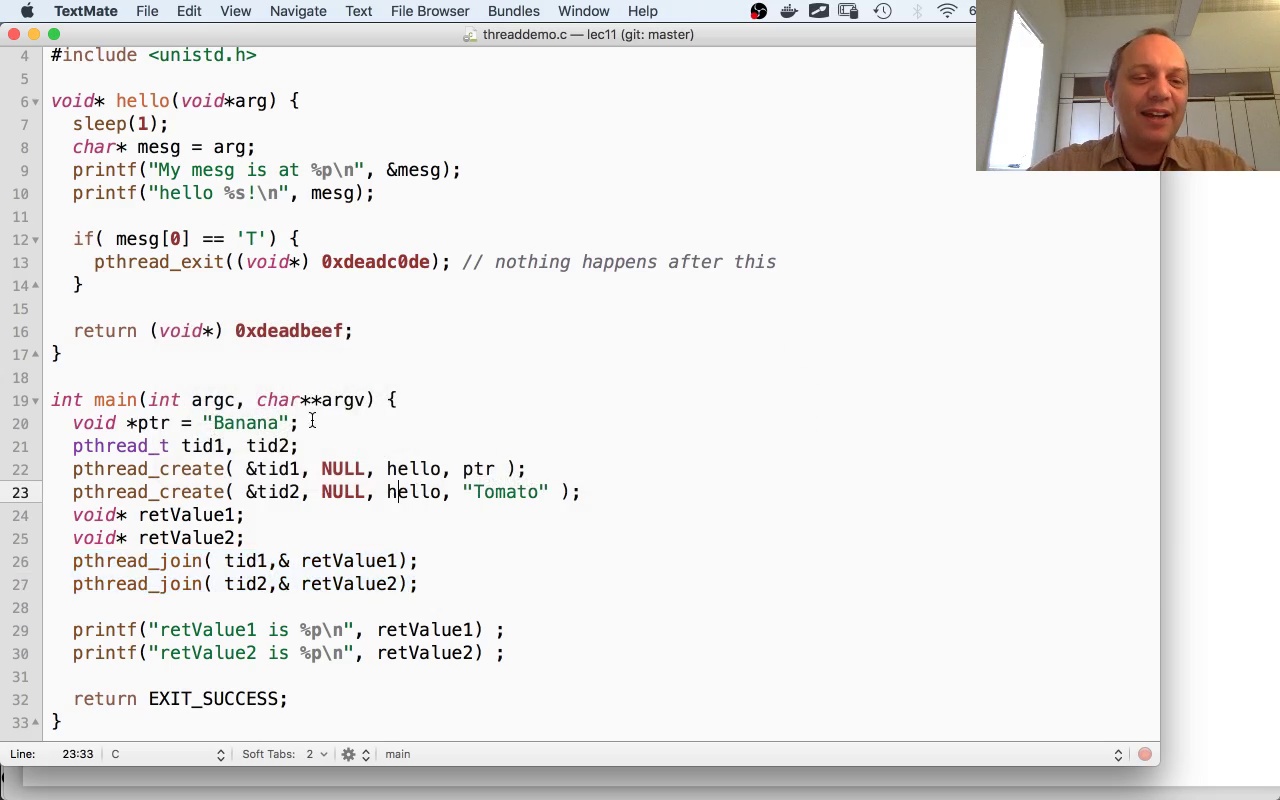 TextMate File Edit View Navigate Text File Browser Bundles Window Help 6
threaddemo.c — lec11 (git: master)
4 #include <unistd.h>
5
6 void* hello(void*arg) {
7 sleep(1);
8 char* mesg = arg;
9 printf("My mesg is at %p\n", &mesg);
10 printf("hello %s!\n", mesg);
11
12 if( mesg[0] == 'T') {
13 pthread_exit((void*) 0xdeadc0de); // nothing happens after this
14 }
15
16 return (void*) 0xdeadbeef;
17 }
18
19 int main(int argc, char**argv) {
20 void *ptr = "Banana";
21 pthread_t tid1, tid2;
22 pthread_create( &tid1, NULL, hello, ptr );
23 pthread_create( &tid2, NULL, hello, "Tomato" );
24 void* retValue1;
25 void* retValue2;
26 pthread_join( tid1,& retValue1);
27 pthread_join( tid2,& retValue2);
28
29 printf("retValue1 is %p\n", retValue1) ;
30 printf("retValue2 is %p\n", retValue2) ;
31
32 return EXIT_SUCCESS;
33 }
Line: 23:33 C Soft Tabs: 2 main